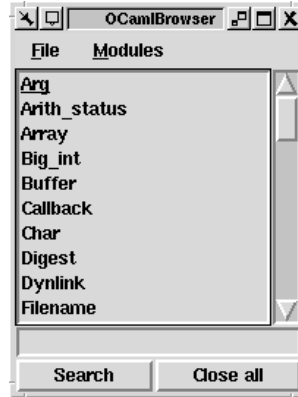 OCamlBrowser
File Modules
Arg
Arith_status
Array
Big_int
Buffer
Callback
Char
Digest
Dynlink
Filename
Search Close all